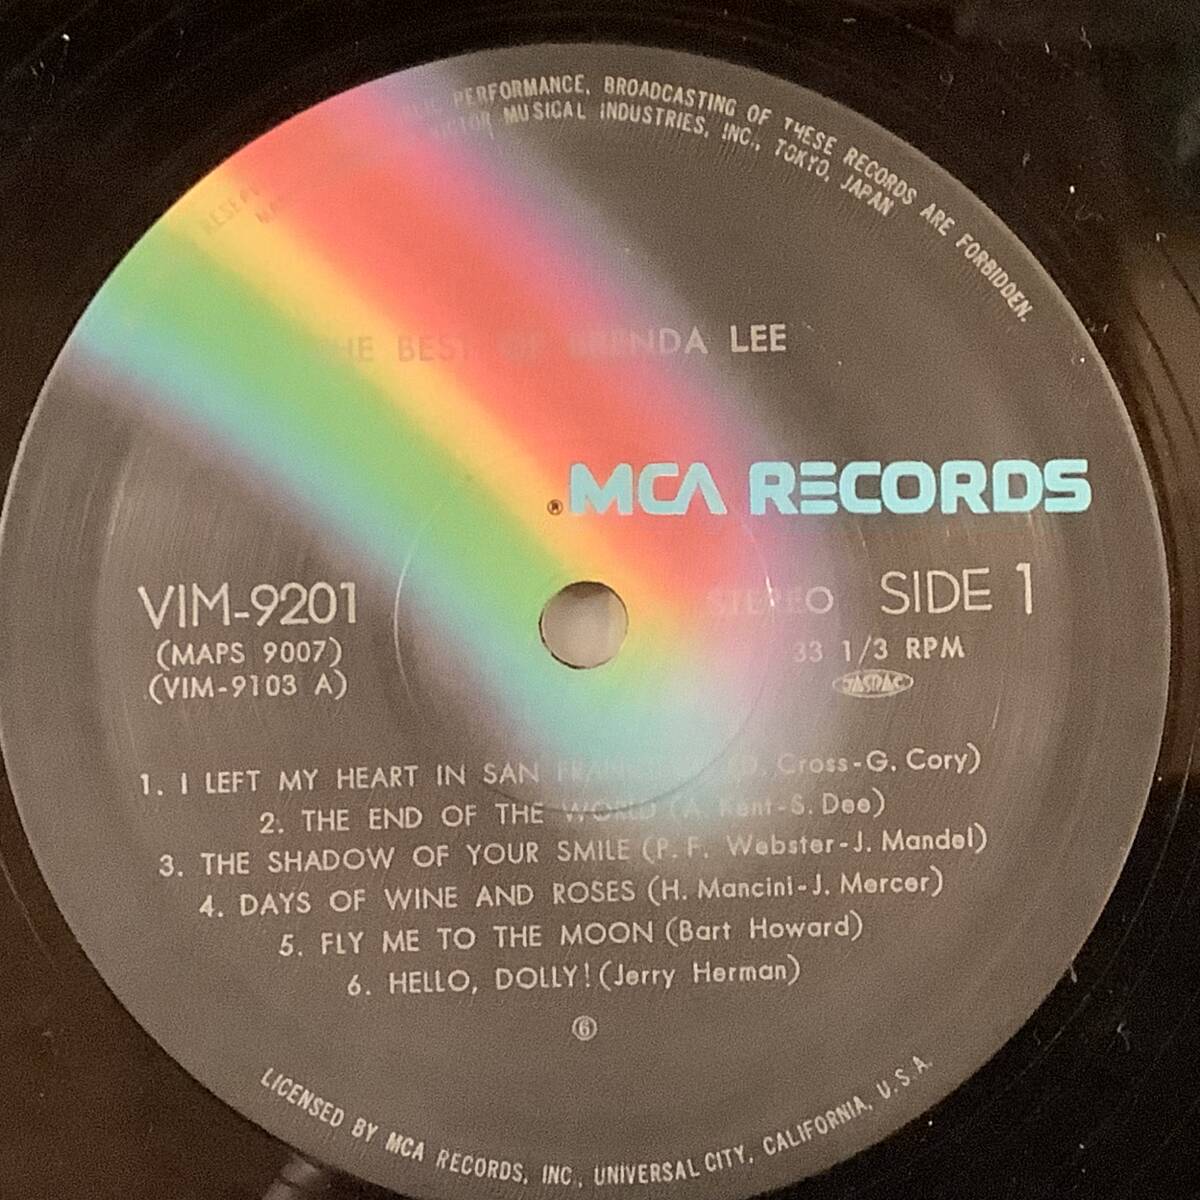 PERFORMANCE, BROADCASTING OF THESE RECORDS ARE FORBIDDEN.
VICTOR MUSICAL INDUSTRIES, INC., TOKYO, JAPAN
THE BEST OF BRENDA LEE
® MCA RECORDS
VIM-9201
STEREO SIDE 1
(MAPS 9007)
33 1/3 RPM
(VIM-9103 A)
JASRAC
1. I LEFT MY HEART IN SAN Cross-G. Cory)
2. THE END OF THE WORLD (A. Kent-S. Dee)
3. THE SHADOW OF YOUR SMILE (P. F. Webster-J. Mandel)
4. DAYS OF WINE AND ROSES (H. Mancini-J. Mercer)
5. FLY ME TO THE MOON (Bart Howard)
6. HELLO, DOLLY! (Jerry Herman)
⑥
LICENSED BY MCA RECORDS, INC., UNIVERSAL CITY, CALIFORNIA, U.S.A.